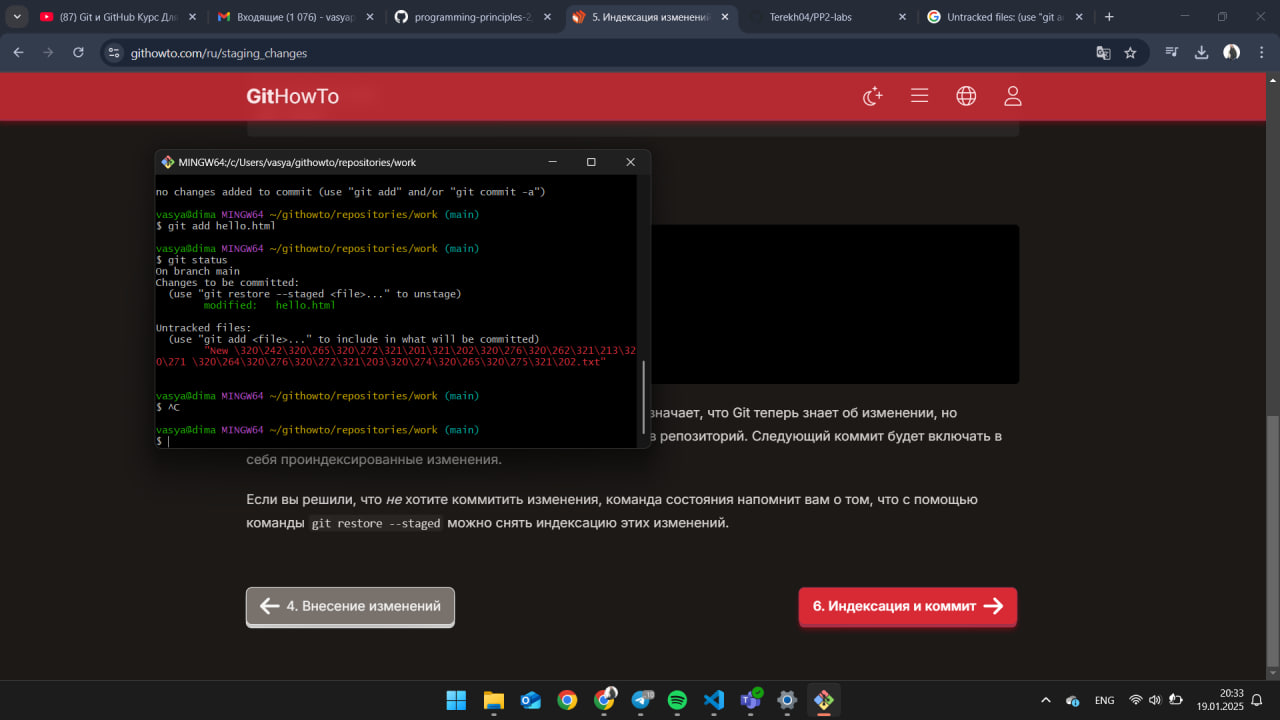 (87) Git и GitHub Курс Для
Входящие (1 076) - vasyap
programming-principles-2
5. Индексация изменений
Terekh04/PP2-labs
Untracked files: (use "git a
githowto.com/ru/staging_changes
GitHowTo
MINGW64:/c/Users/vasya/githowto/repositories/work
no changes added to commit (use "git add" and/or "git commit -a")
vasya@dima MINGW64 ~/githowto/repositories/work (main)
$ git add hello.html
vasya@dima MINGW64 ~/githowto/repositories/work (main)
$ git status
On branch main
Changes to be committed:
(use "git restore --staged <file>..." to unstage)
modified:   hello.html
Untracked files:
(use "git add <file>..." to include in what will be committed)
"New \320\242\320\265\320\272\321\201\321\202\320\276\320\262\321\213\32
0\271 \320\264\320\276\320\272\321\203\320\274\320\265\320\275\321\202.txt"
vasya@dima MINGW64 ~/githowto/repositories/work (main)
$ ^C
vasya@dima MINGW64 ~/githowto/repositories/work (main)
$
значает, что Git теперь знает об изменении, но
в репозиторий. Следующий коммит будет включать в
себя проиндексированные изменения.
Если вы решили, что не хотите коммитить изменения, команда состояния напомнит вам о том, что с помощью
команды git restore --staged можно снять индексацию этих изменений.
4. Внесение изменений
6. Индексация и коммит
ENG
20:33
19.01.2025